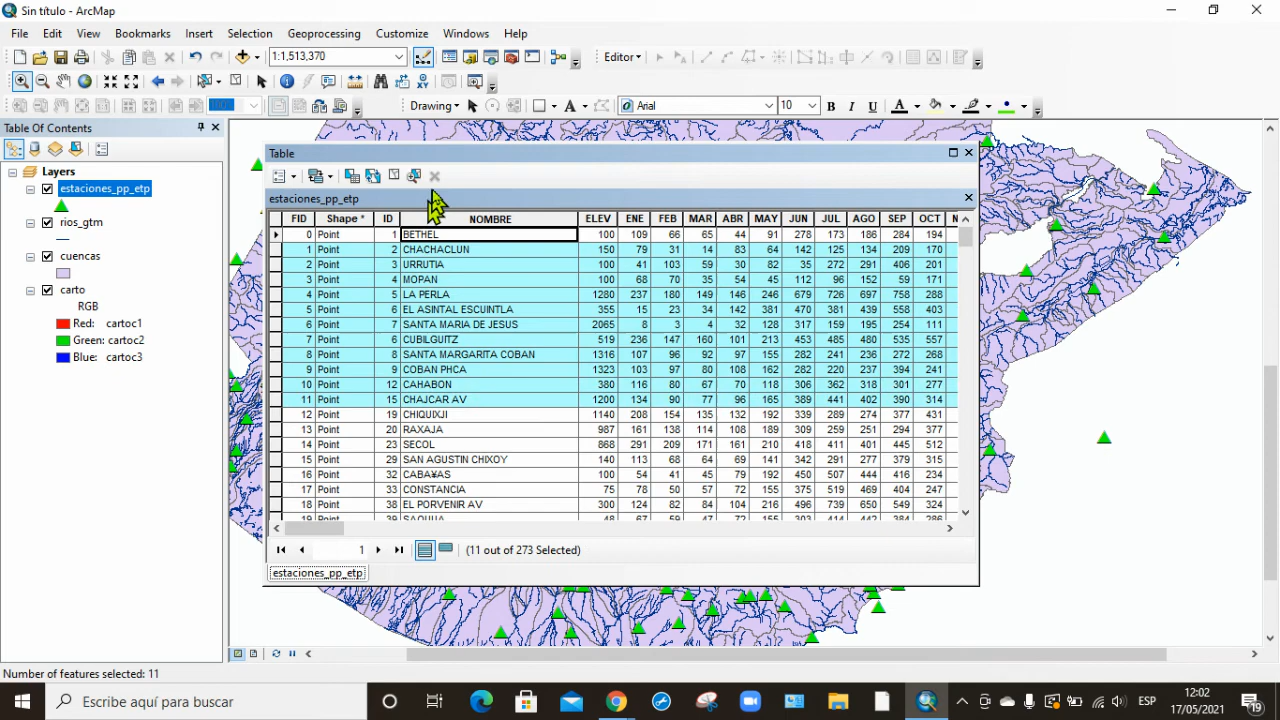 Sin título - ArcMap
File Edit View Bookmarks Insert Selection Geoprocessing Customize Windows Help
1:1,513,370 Editor
100%
Drawing Arial 10 B I U A
Table Of Contents
Layers
estaciones_pp_etp
rios_gtm
cuencas
carto
RGB
Red: cartoc1
Green: cartoc2
Blue: cartoc3
Table
estaciones_pp_etp
FID Shape * ID NOMBRE ELEV ENE FEB MAR ABR MAY JUN JUL AGO SEP OCT N
0 Point 1 BETHEL 100 109 66 65 44 91 278 173 186 284 194
1 Point 2 CHACHACLUN 150 79 31 14 83 64 142 125 134 209 170
2 Point 3 URRUTIA 100 41 103 59 30 82 35 272 291 406 201
3 Point 4 MOPAN 100 68 70 35 54 45 112 96 152 59 171
4 Point 5 LA PERLA 1280 237 180 149 146 246 679 726 697 758 288
5 Point 6 EL ASINTAL ESCUINTLA 355 15 23 34 142 381 470 381 439 558 403
6 Point 7 SANTA MARIA DE JESUS 2065 8 3 4 32 128 317 159 195 254 111
7 Point 6 CUBILGUITZ 519 236 147 160 101 213 453 485 480 535 557
8 Point 8 SANTA MARGARITA COBAN 1316 107 96 92 97 155 282 241 236 272 268
9 Point 9 COBAN PHCA 1323 103 97 80 108 162 282 220 237 394 241
10 Point 12 CAHABON 380 116 80 67 70 118 306 362 318 301 277
11 Point 15 CHAJCAR AV 1200 134 90 77 96 165 389 441 402 390 314
12 Point 19 CHIQUIXJI 1140 208 154 135 132 192 339 289 274 377 431
13 Point 20 RAXAJA 987 161 138 114 108 189 309 259 251 294 377
14 Point 23 SECOL 868 291 209 171 161 210 418 411 401 445 512
15 Point 29 SAN AGUSTIN CHIXOY 140 113 68 64 69 141 342 291 277 379 315
16 Point 32 CABA¥AS 100 54 41 45 79 192 450 507 444 416 234
17 Point 33 CONSTANCIA 75 78 50 57 72 155 375 519 469 404 247
18 Point 38 EL PORVENIR AV 300 124 82 84 104 216 496 739 650 549 324
19 Point 39 SAQUIJA 48 67 59 47 72 155 303 414 442 384 286
1 (11 out of 273 Selected)
estaciones_pp_etp
Number of features selected: 11
Escribe aquí para buscar
ESP
12:02
17/05/2021
19